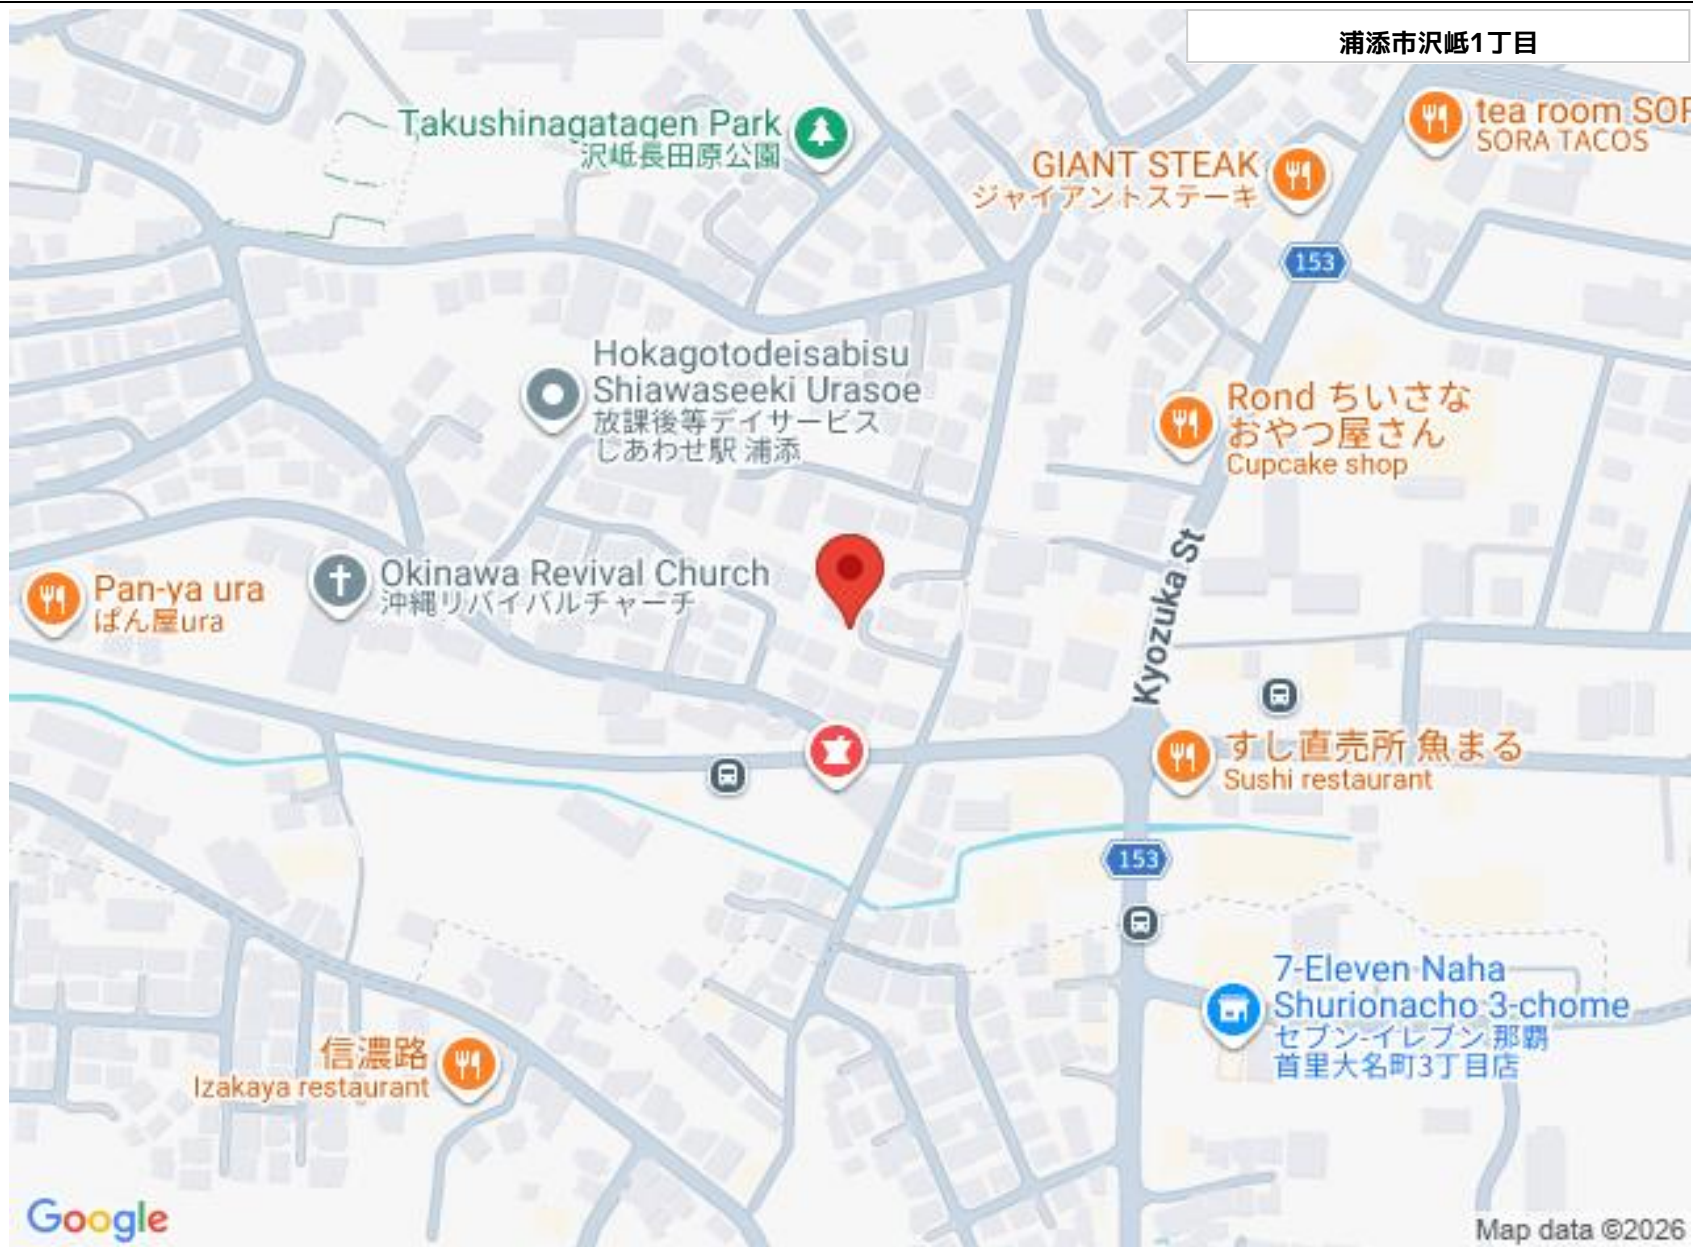 浦添市沢岻1丁目
Takushinagatagen Park
沢岻長田原公園
GIANT STEAK
ジャイアントステーキ
tea room SOR
SORA TACOS
153
Hokagotodeisabisu
Shiawaseeki Urasoe
放課後等デイサービス
しあわせ駅 浦添
Rond ちいさな
おやつ屋さん
Cupcake shop
Kyozuka St
Okinawa Revival Church
沖縄リバイバルチャーチ
Pan-ya ura
ぱん屋ura
すし直売所 魚まる
Sushi restaurant
153
7-Eleven Naha
Shurionacho 3-chome
セブン-イレブン 那覇
首里大名町3丁目店
信濃路
Izakaya restaurant
Google
Map data ©2026